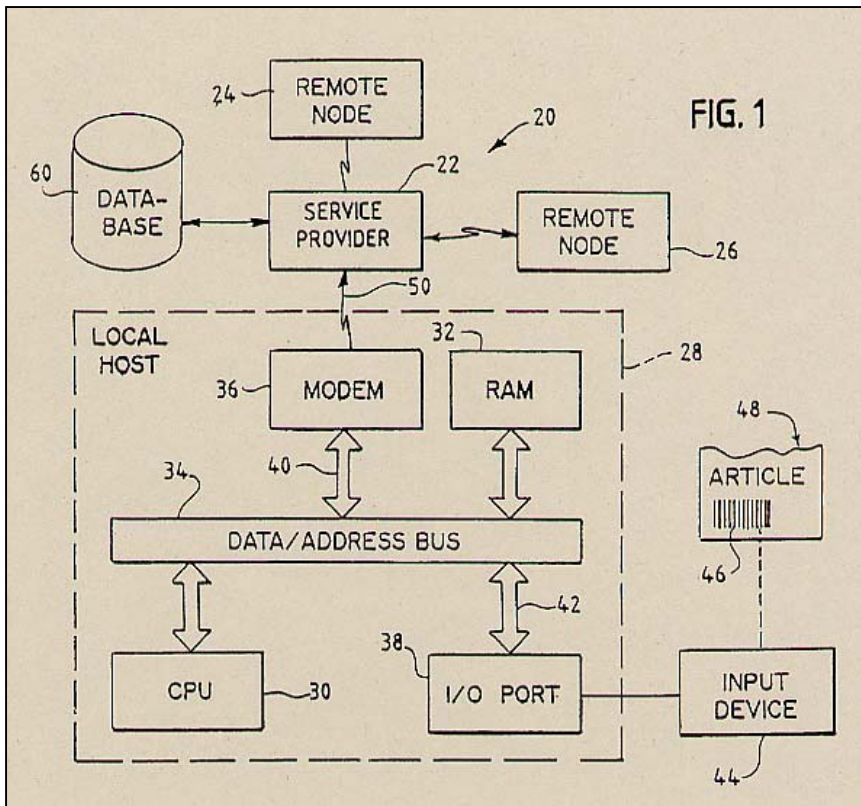 24
REMOTE
NODE
20
FIG. 1
60
DATA-
BASE
22
SERVICE
PROVIDER
REMOTE
NODE
26
50
LOCAL
HOST
36
MODEM
32
RAM
28
48
ARTICLE
46
40
34
DATA/ADDRESS BUS
42
38
CPU
30
I/O PORT
INPUT
DEVICE
44